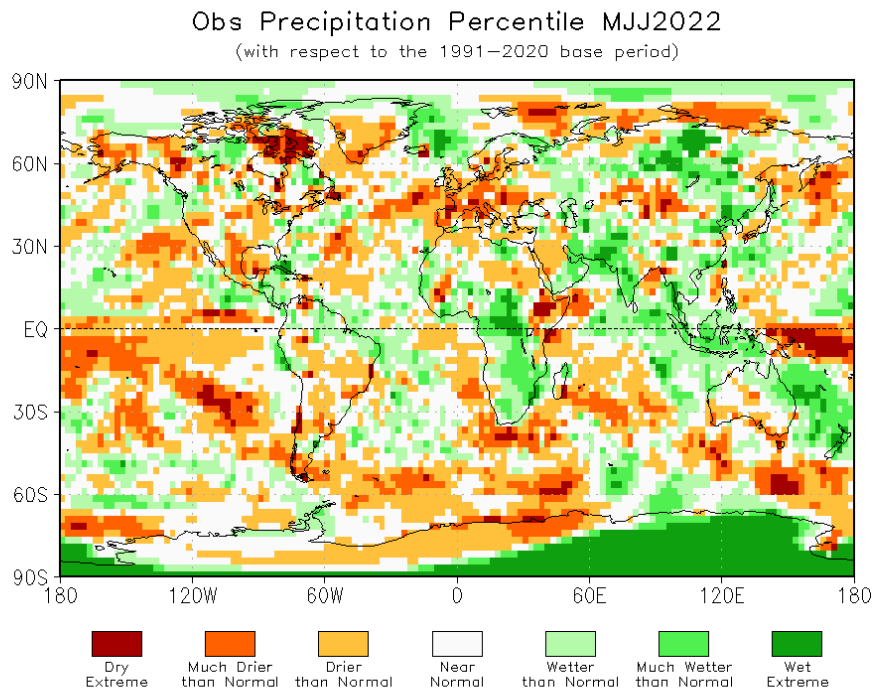 Obs Precipitation Percentile MJJ2022
(with respect to the 1991–2020 base period)
90N
60N
30N
EQ
30S
60S
90S
180 120W 60W 0 60E 120E 180
Dry Much Drier Drier Near Wetter Much Wetter Wet
Extreme than Normal than Normal Normal than Normal than Normal Extreme